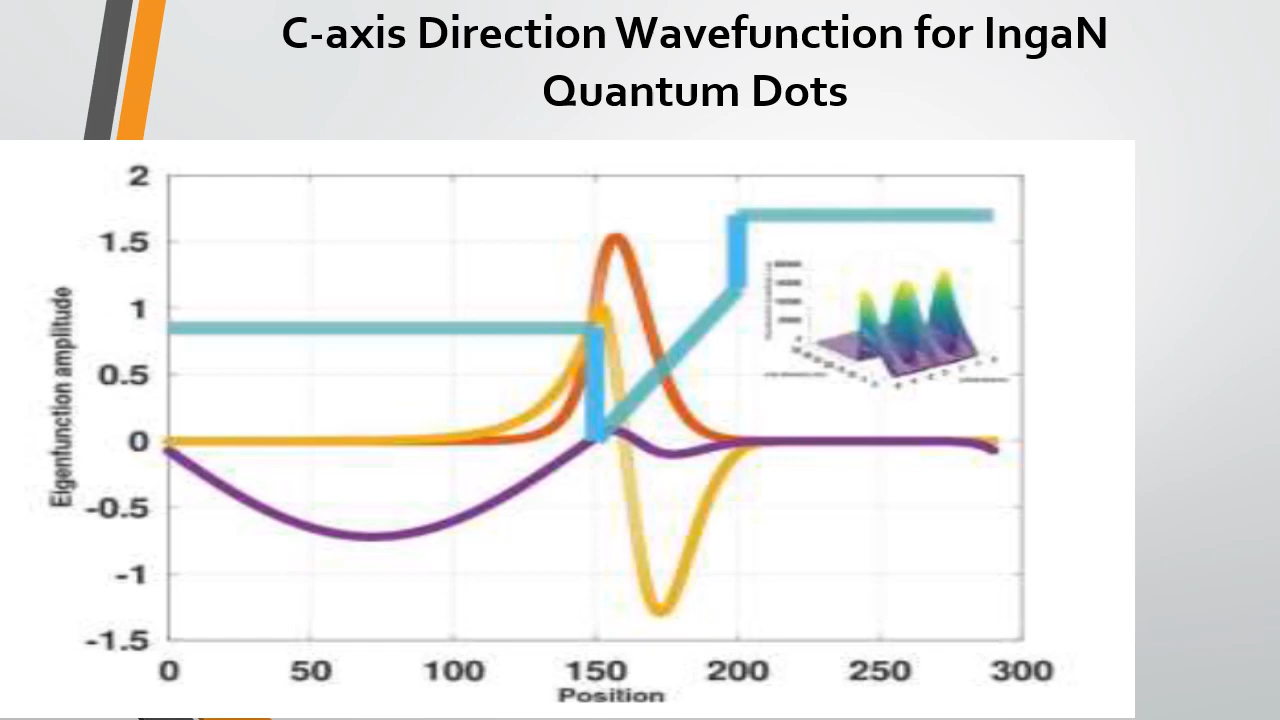 C-axis Direction Wavefunction for IngaN
Quantum Dots
2
1.5
1
0.5
0
-0.5
-1
-1.5
Eigenfunction amplitude
0 50 100 150 200 250 300
Position